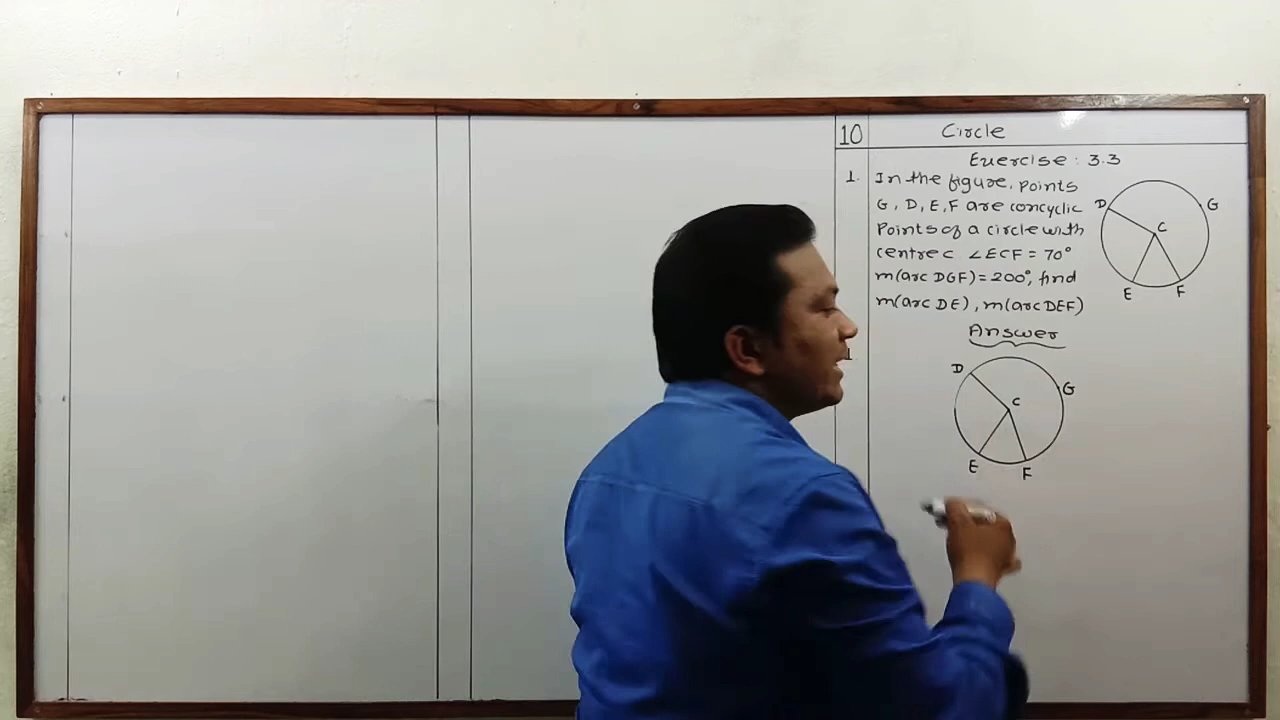 10 Circle
Exercise : 3.3
1. In the figure, points
G, D, E, F are concyclic
Points of a circle with
centre C ∠ECF = 70°
m(arc DGF) = 200°, find
m(arc DE), m(arc DEF)
D
G
C
E
F
Answer
1
D
G
C
E
F